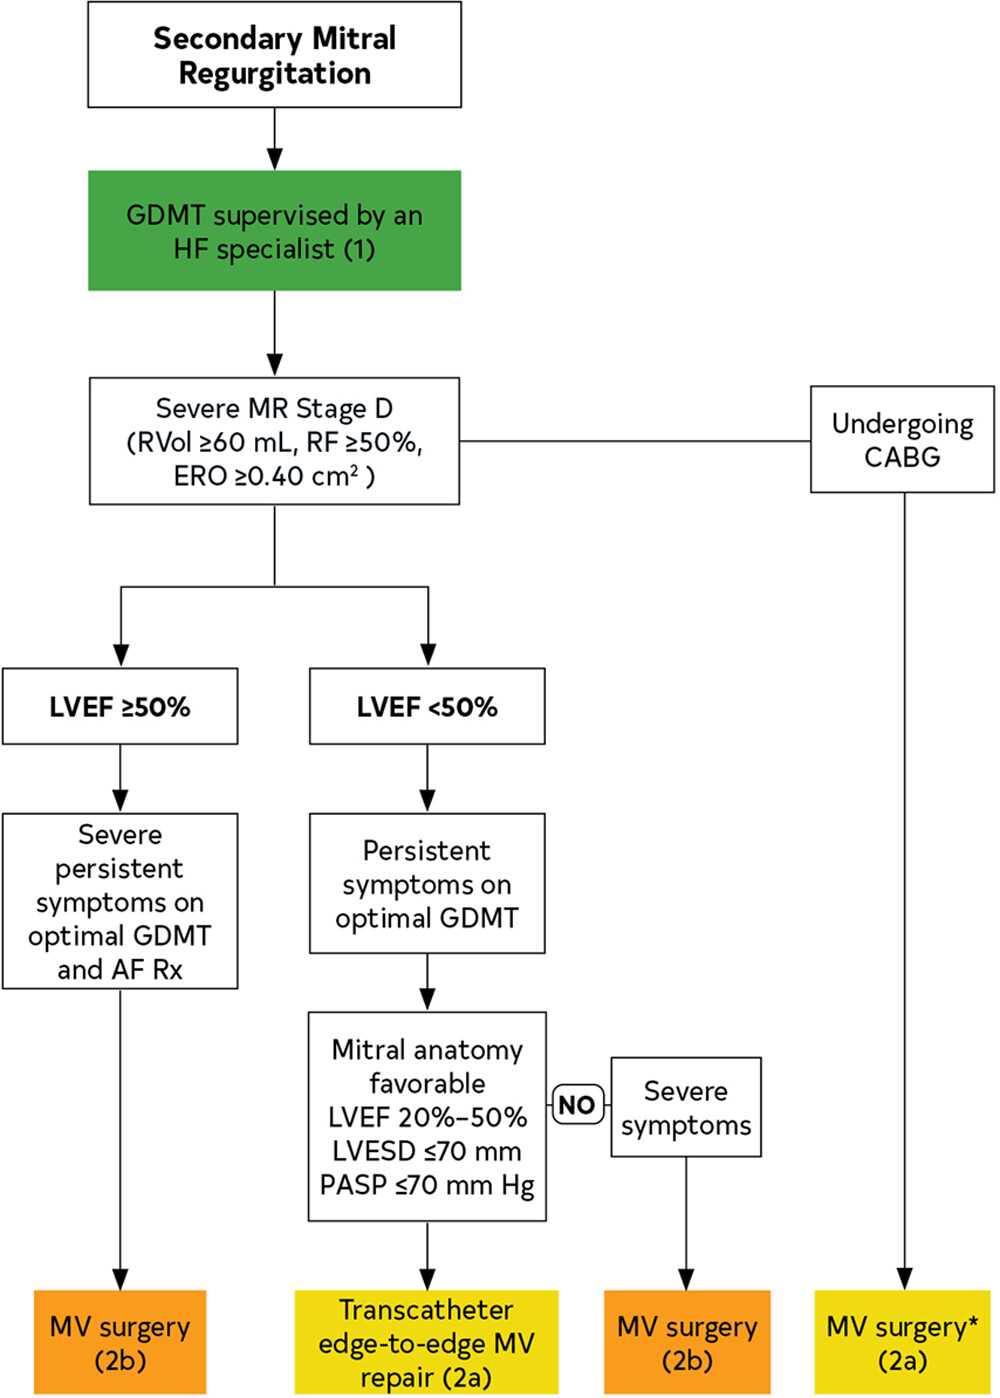 Secondary Mitral
Regurgitation
GDMT supervised by an
HF specialist (1)
Severe MR Stage D
(RVol ≥60 mL, RF ≥50%,
ERO ≥0.40 cm² )
Undergoing
CABG
LVEF ≥50%
LVEF <50%
Severe
persistent
symptoms on
optimal GDMT
and AF Rx
Persistent
symptoms on
optimal GDMT
Mitral anatomy
favorable
LVEF 20%–50%
LVESD ≤70 mm
PASP ≤70 mm Hg
NO
Severe
symptoms
MV surgery
(2b)
Transcatheter
edge-to-edge MV
repair (2a)
MV surgery
(2b)
MV surgery*
(2a)